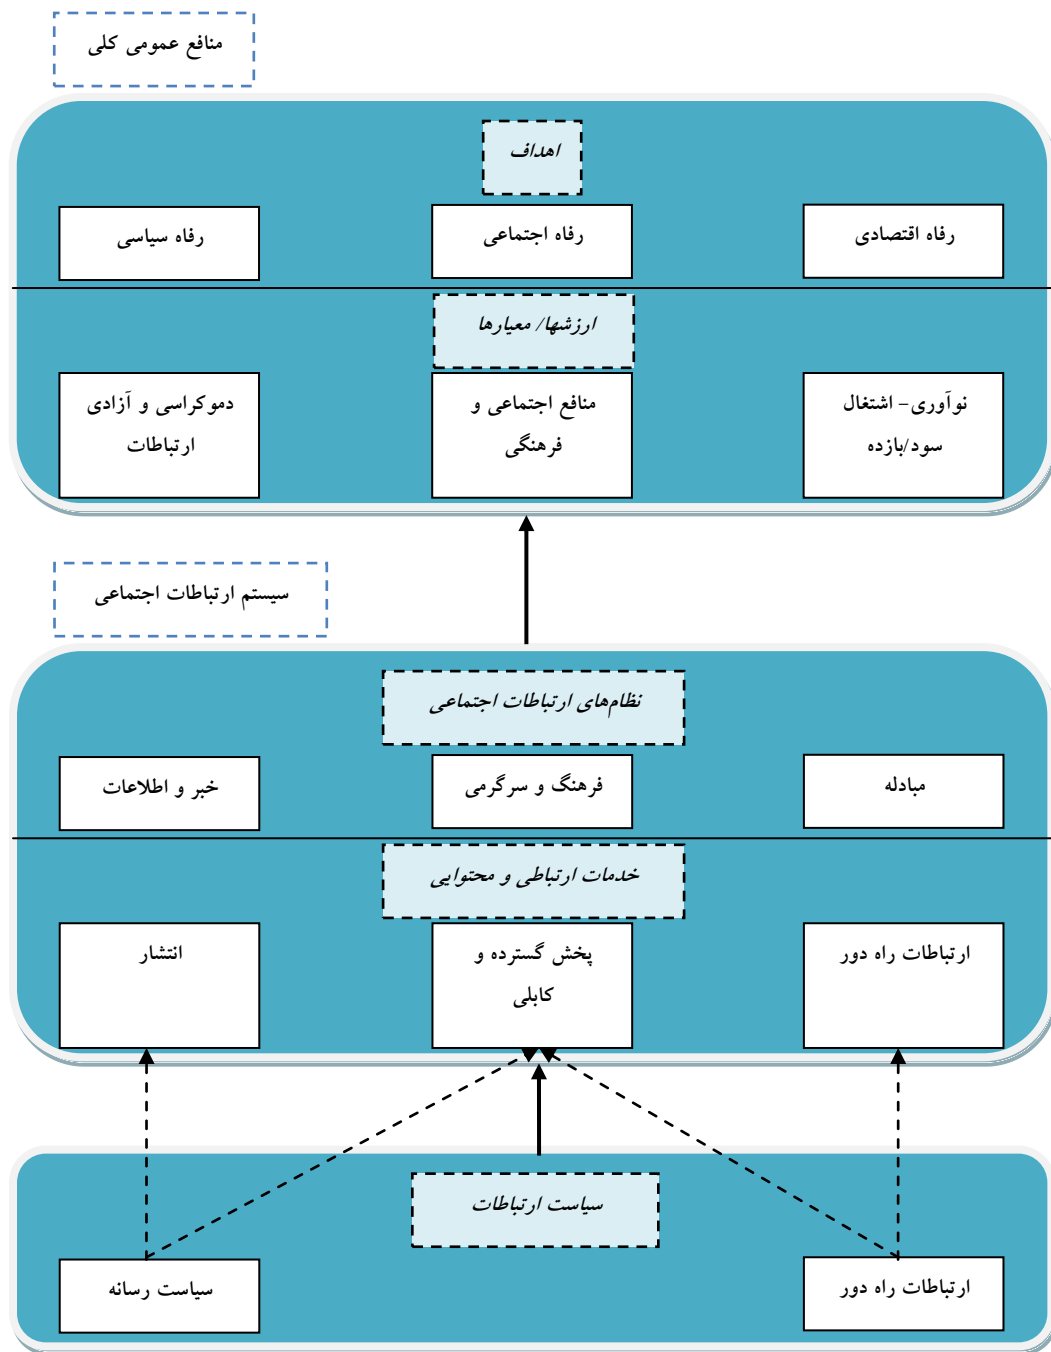 منافع عمومی کلی
اهداف
رفاه اقتصادی
رفاه اجتماعی
رفاه سیاسی
ارزشها/ معیارها
نوآوری- اشتغال
سود/بازده
منافع اجتماعی و
فرهنگی
دموکراسی و آزادی
ارتباطات
سیستم ارتباطات اجتماعی
نظام‌های ارتباطات اجتماعی
مبادله
فرهنگ و سرگرمی
خبر و اطلاعات
خدمات ارتباطی و محتوایی
ارتباطات راه دور
پخش گسترده و
کابلی
انتشار
سیاست ارتباطات
ارتباطات راه دور
سیاست رسانه